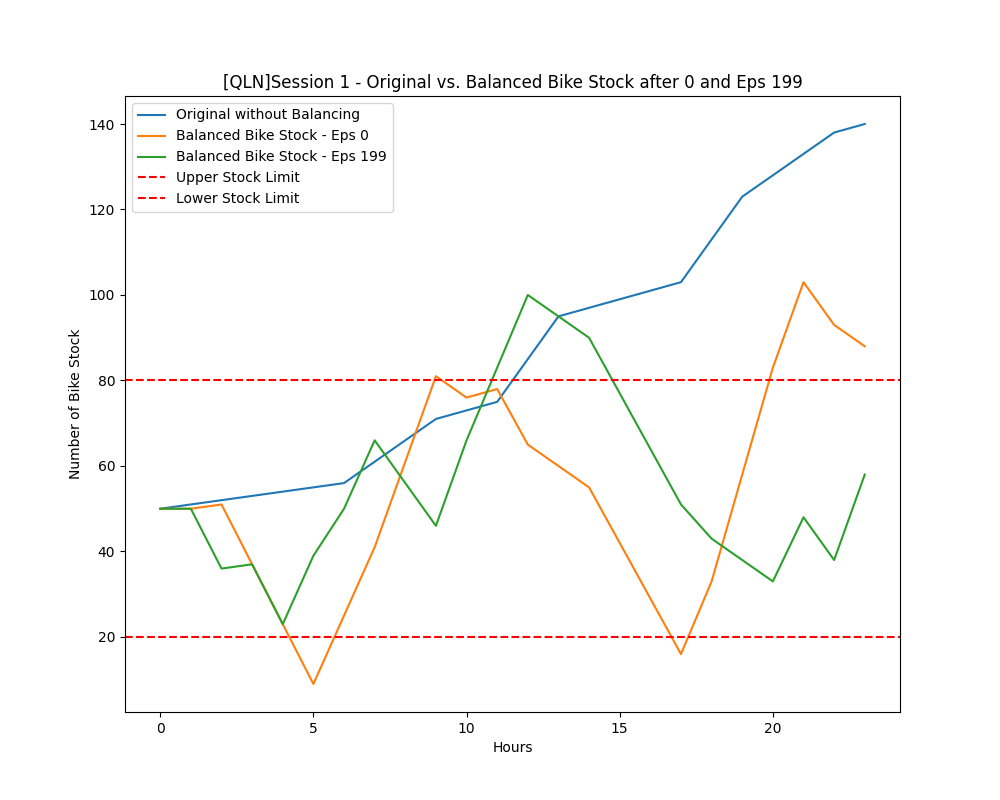 [QLN]Session 1 - Original vs. Balanced Bike Stock after 0 and Eps 199
Original without Balancing
Balanced Bike Stock - Eps 0
Balanced Bike Stock - Eps 199
Upper Stock Limit
Lower Stock Limit
140
120
100
80
60
40
20
Number of Bike Stock
0 5 10 15 20
Hours